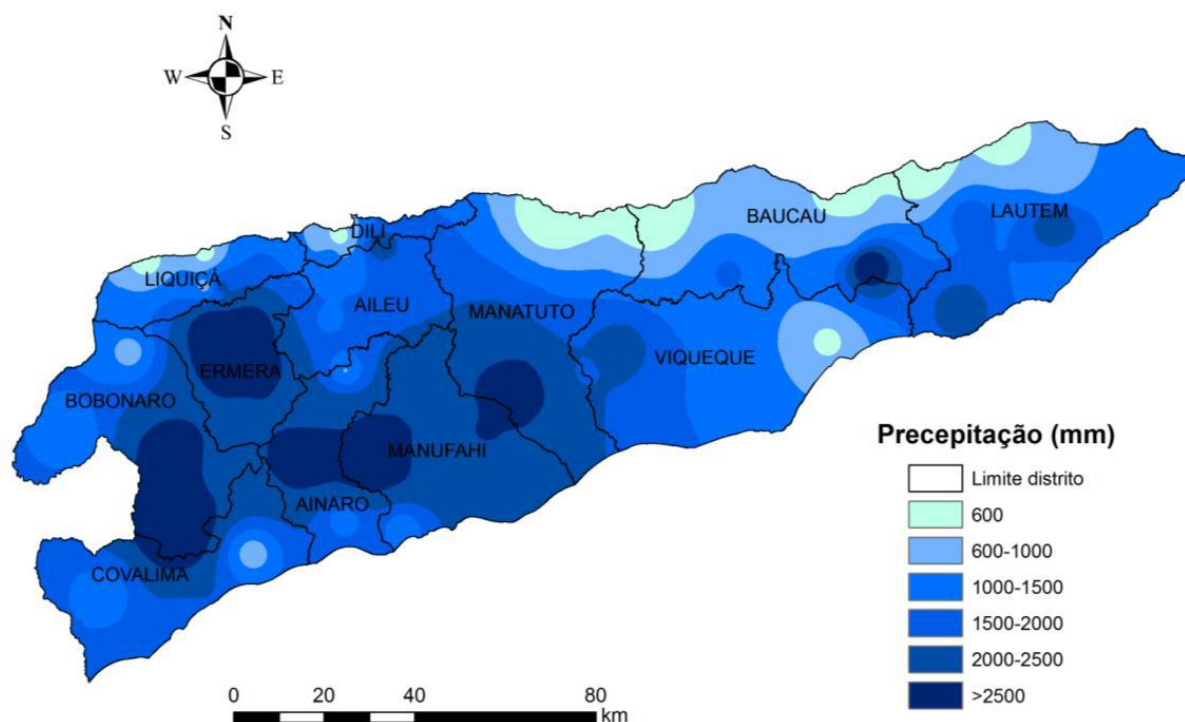 N
W E
S
BAUCAU
LAUTEM
DILI
LIQUIÇÁ
AILEU
MANATUTO
VIQUEQUE
ERMERA
BOBONARO
MANUFAHI
AINARO
COVALIMA
Precepitação (mm)
Limite distrito
600
600-1000
1000-1500
1500-2000
2000-2500
>2500
0 20 40 80
km